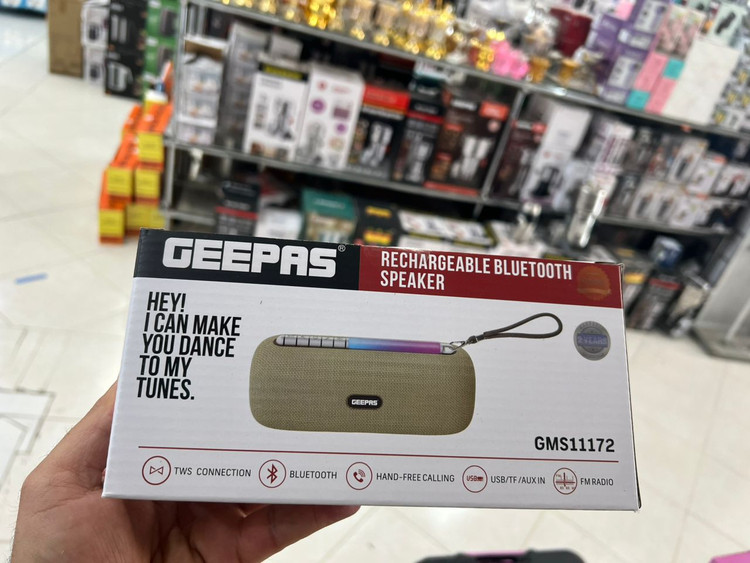 GEEPAS®
RECHARGEABLE BLUETOOTH
SPEAKER
HEY!
I CAN MAKE
YOU DANCE
TO MY
TUNES.
GEEPAS
GMS11172
TWS CONNECTION
BLUETOOTH
HAND-FREE CALLING
USB
USB/TF/AUX IN
FM RADIO